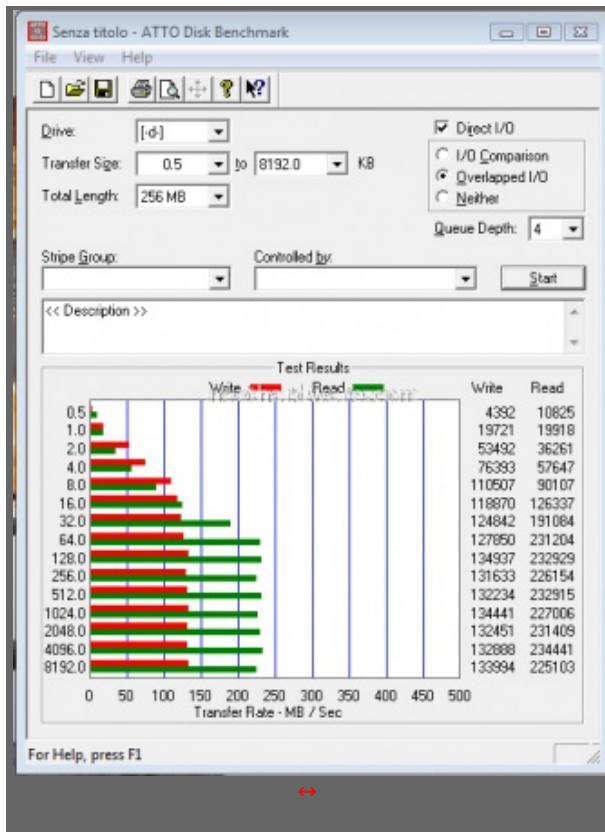 Senza titolo - ATTO Disk Benchmark
File View Help
Drive: [-d-] Direct I/O
Transfer Size: 0.5 to 8192.0 KB I/O Comparison
Overlapped I/O
Total Length: 256 MB Neither
Queue Depth: 4
Stripe Group: Controlled by:
Start
<< Description >>
Test Results
Write Read Write Read
0.5 4392 10825
1.0 19721 19918
2.0 53492 36261
4.0 76393 57647
8.0 110507 90107
16.0 118870 126337
32.0 124842 191084
64.0 127850 231204
128.0 134937 232929
256.0 131633 226154
512.0 132234 232915
1024.0 134441 227006
2048.0 132451 231409
4096.0 132888 234441
8192.0 133994 225103
0 50 100 150 200 250 300 350 400 450 500
Transfer Rate - MB / Sec
For Help, press F1